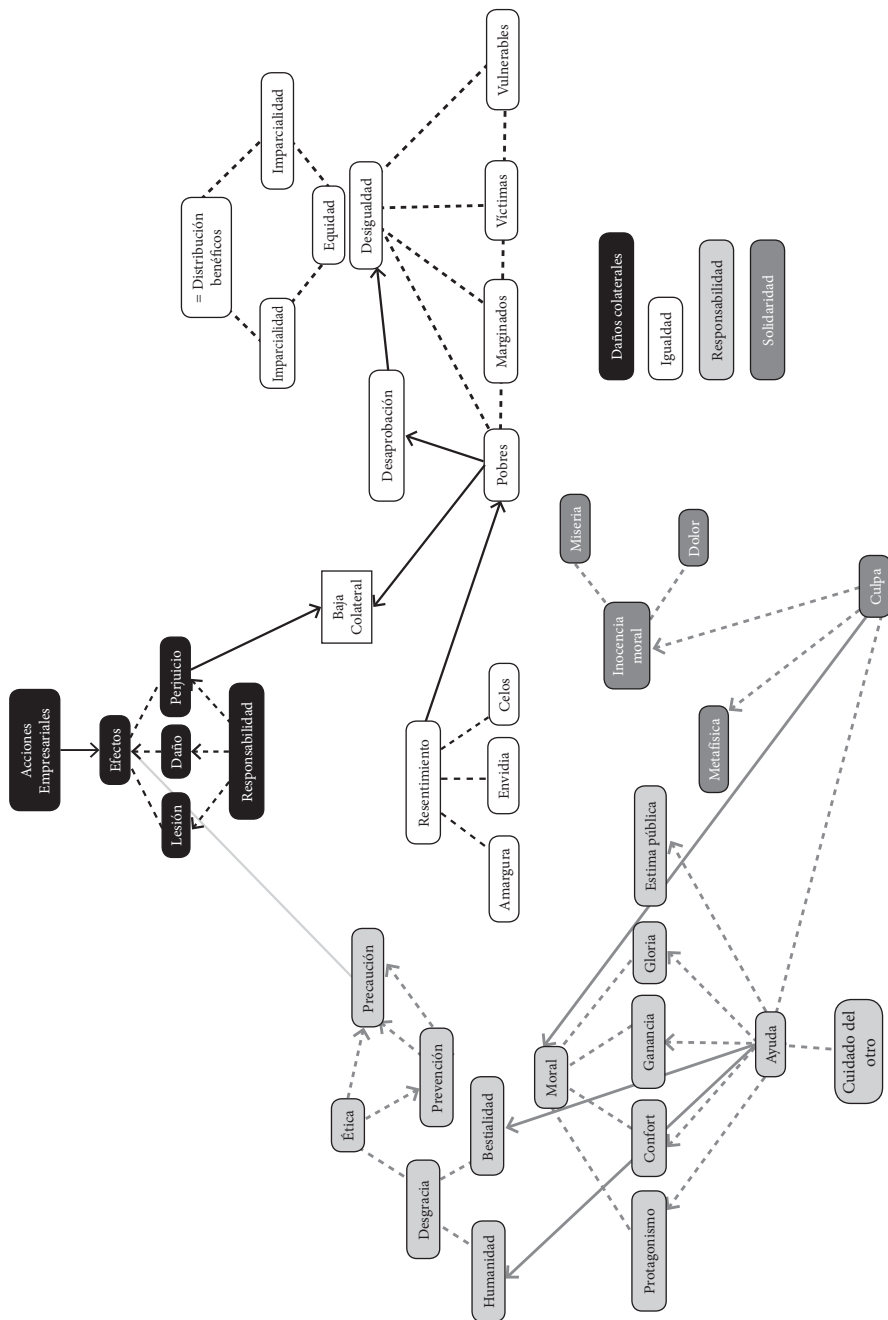 Acciones
Empresariales
Efectos
Lesión
Daño
Perjuicio
Responsabilidad
Baja
Colateral
= Distribución
benéficos
Imparcialidad
Imparcialidad
Equidad
Desigualdad
Desaprobación
Pobres
Marginados
Víctimas
Vulnerables
Resentimiento
Amargura
Envidia
Celos
Ética
Precaución
Prevención
Desgracia
Humanidad
Bestialidad
Moral
Protagonismo
Confort
Ganancia
Gloria
Estima pública
Ayuda
Cuidado del
otro
Metafísica
Inocencia
moral
Miseria
Dolor
Culpa
Daños colaterales
Igualdad
Responsabilidad
Solidaridad